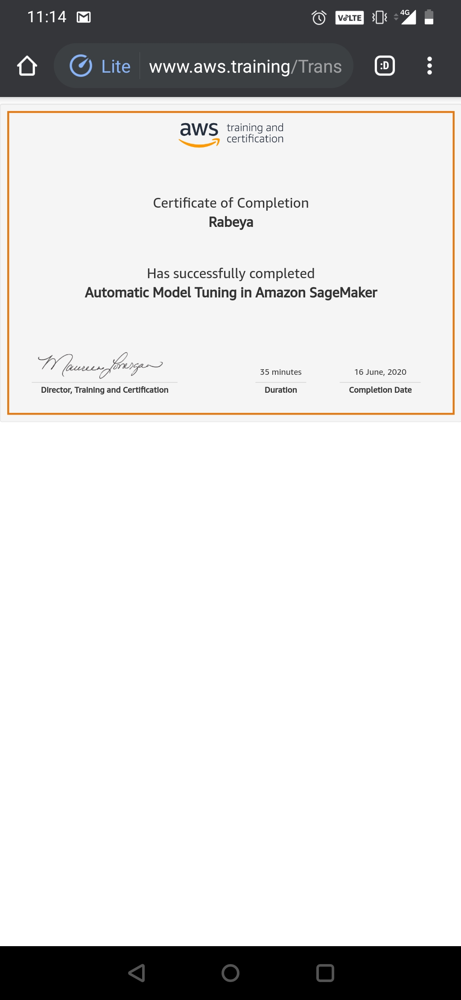 11:14
VoLTE
4G
Lite
www.aws.training/Trans
:D
aws training and
certification
Certificate of Completion
Rabeya
Has successfully completed
Automatic Model Tuning in Amazon SageMaker
Maureen Lonergan
35 minutes
16 June, 2020
Director, Training and Certification
Duration
Completion Date